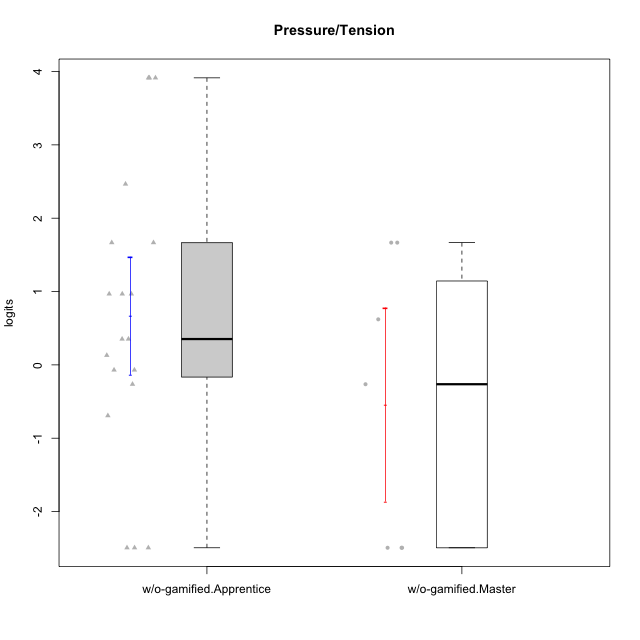 Pressure/Tension
logits
4
3
2
1
0
-1
-2
w/o-gamified.Apprentice
w/o-gamified.Master